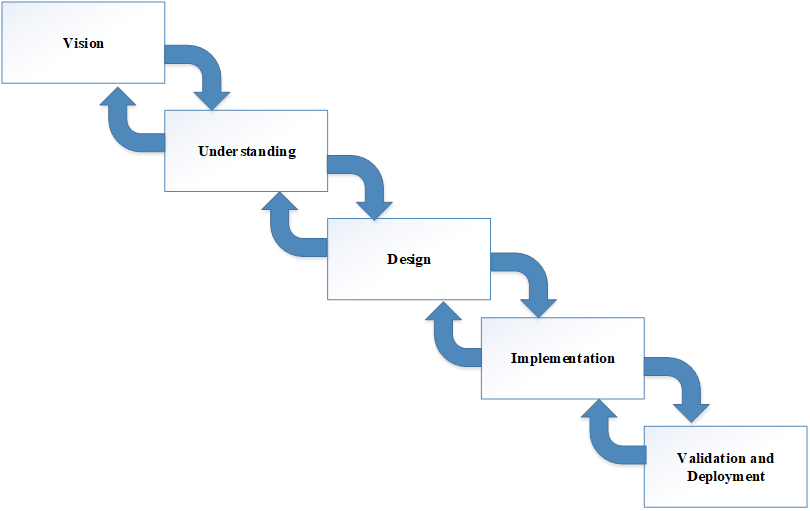 Vision
Understanding
Design
Implementation
Validation and
Deployment